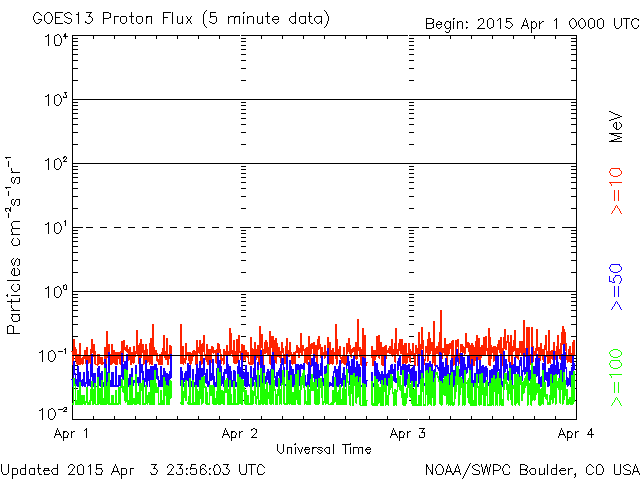 GOES13 Proton Flux (5 minute data)
Begin: 2015 Apr 1 0000 UTC
10⁴
10³
10²
10¹
10⁰
10⁻¹
10⁻²
Particles cm⁻²s⁻¹sr⁻¹
Apr 1
Apr 2
Apr 3
Apr 4
Universal Time
MeV
>=10
>=50
>=100
Updated 2015 Apr 3 23:56:03 UTC
NOAA/SWPC Boulder, CO USA